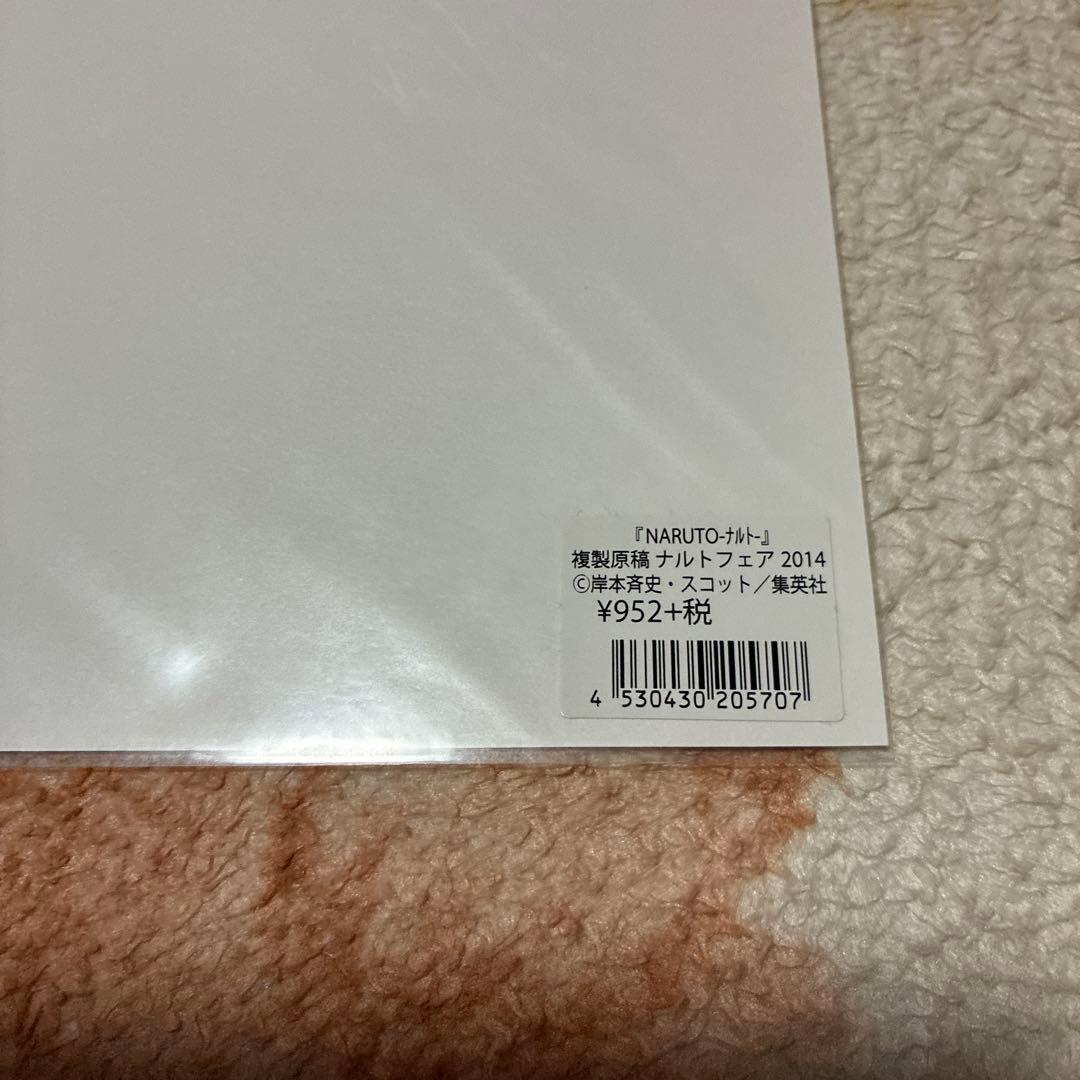 『NARUTO-ﾅﾙﾄ-』
複製原稿 ナルトフェア 2014
©岸本斉史・スコット／集英社
¥952+税
4 530430 205707